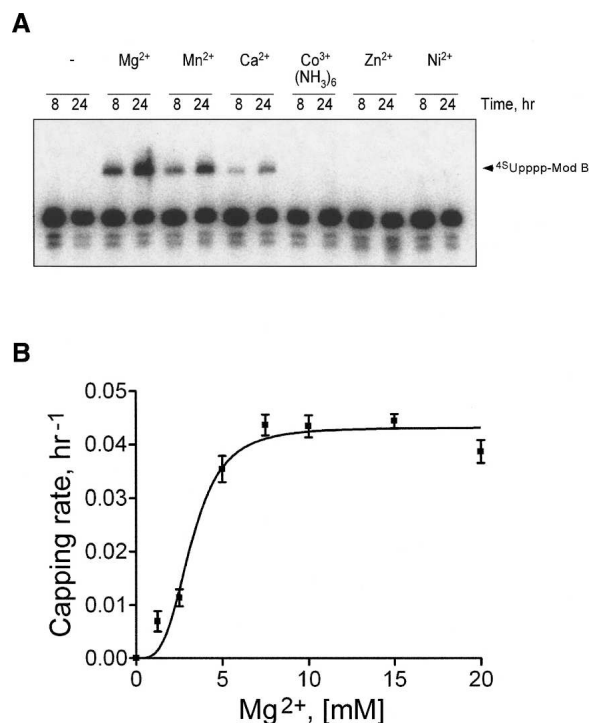 A
- Mg²⁺ Mn²⁺ Ca²⁺ Co³⁺ Zn²⁺ Ni²⁺
(NH₃)₆
8 24 8 24 8 24 8 24 8 24 8 24 8 24 Time, hr
⁴ˢUpppp-Mod B
B
0.05
0.04
0.03
0.02
0.01
0.00
Capping rate, hr⁻¹
0 5 10 15 20
Mg²⁺, [mM]